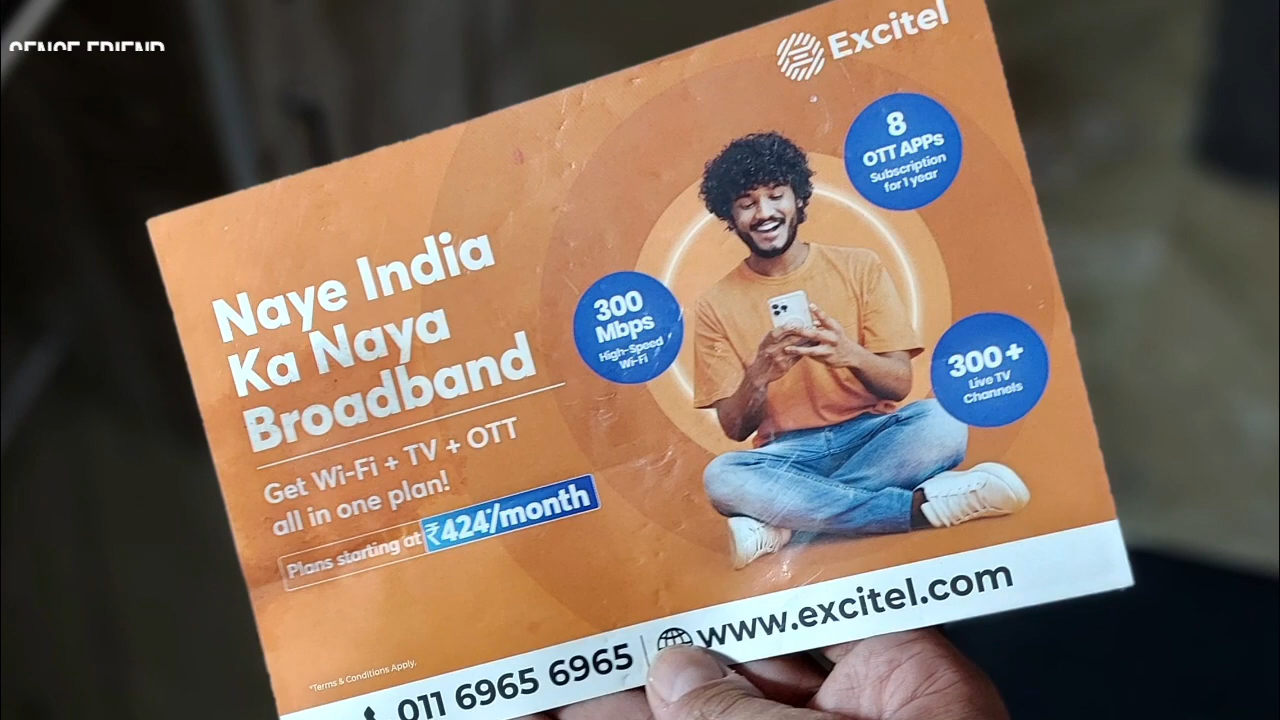 Excitel
8
OTT APPs
Subscription
for 1 year
Naye India
Ka Naya
Broadband
300
Mbps
High-Speed
Wi-Fi
300+
Live TV
Channels
Get Wi-Fi + TV + OTT
all in one plan!
Plans starting at ₹424*/month
*Terms & Conditions Apply.
011 6965 6965 www.excitel.com